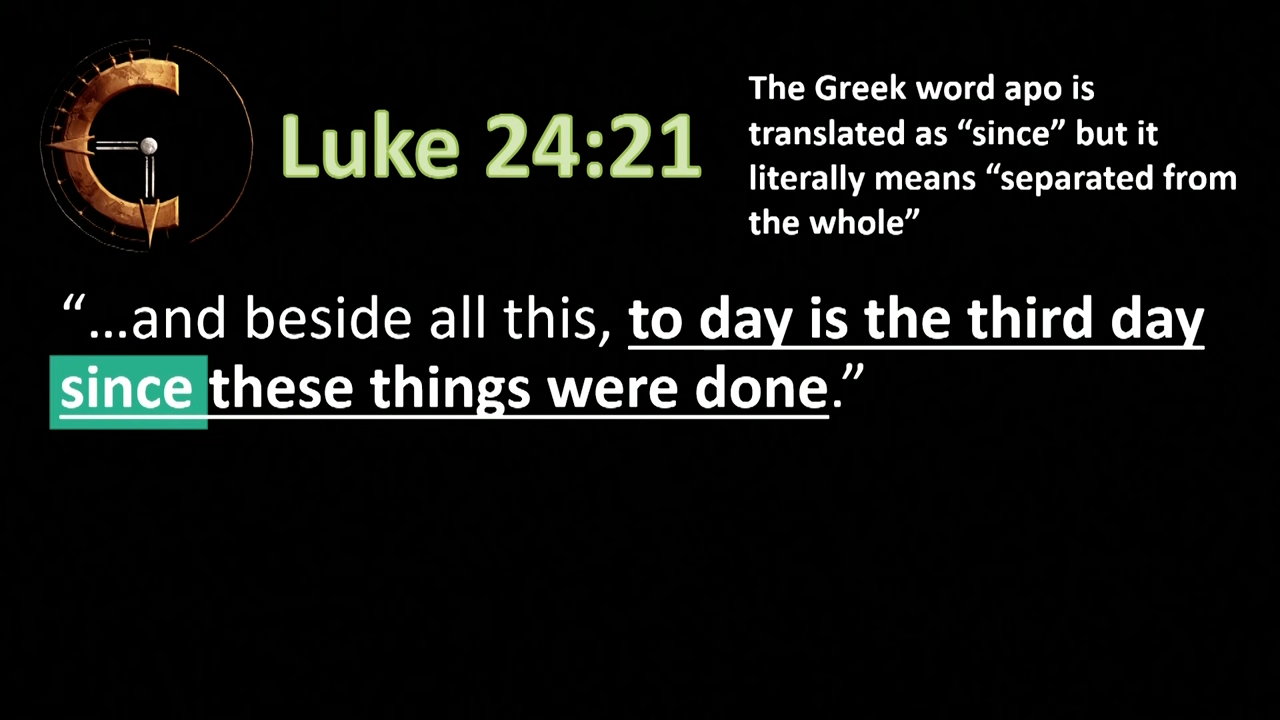 Luke 24:21
The Greek word apo is
translated as “since” but it
literally means “separated from
the whole”
“...and beside all this, to day is the third day
since these things were done.”